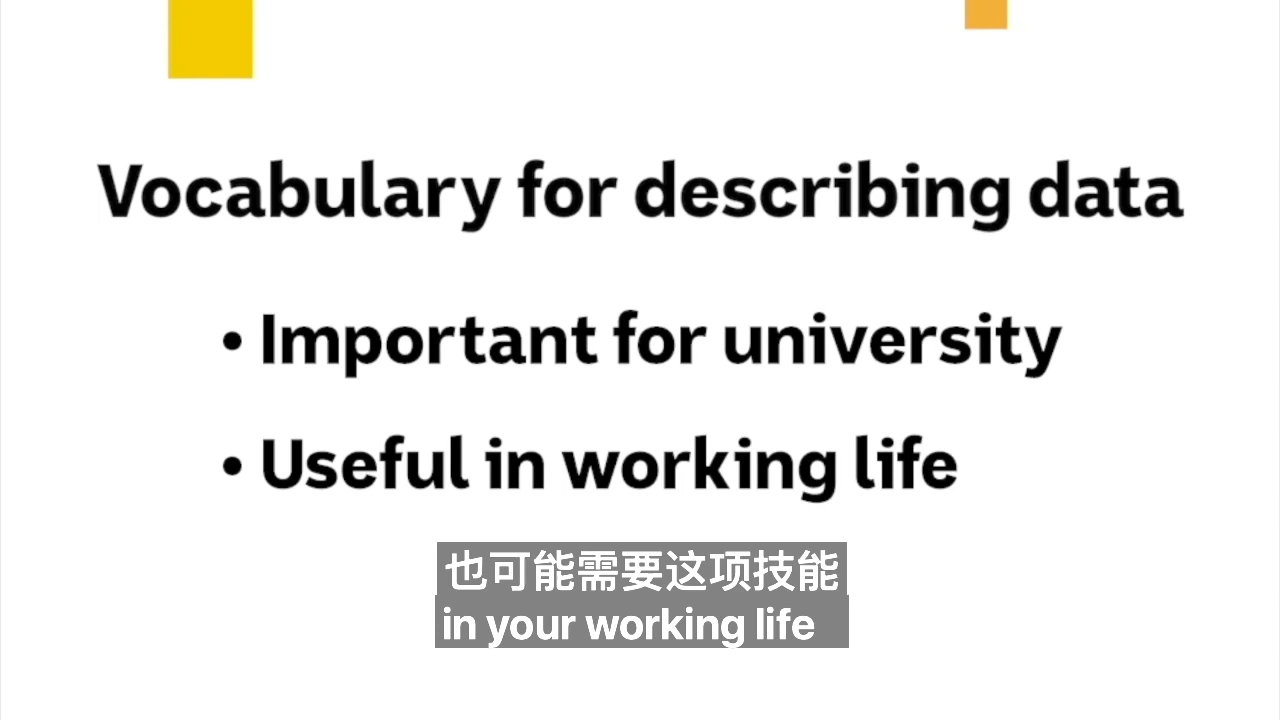 Vocabulary for describing data
• Important for university
• Useful in working life
也可能需要这项技能
in your working life